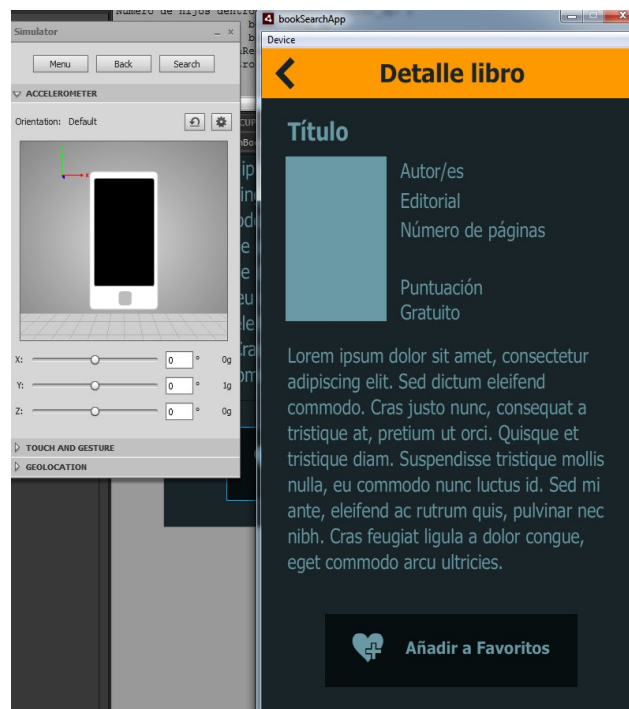 Número de hijos dentro
Simulator
Menu Back Search
ACCELEROMETER
Orientation: Default
X: 0 ° 0g
Y: 0 ° 1g
Z: 0 ° 0g
TOUCH AND GESTURE
GEOLOCATION
bookSearchApp
Device
Detalle libro
Título
Autor/es
Editorial
Número de páginas
Puntuación
Gratuito
Lorem ipsum dolor sit amet, consectetur
adipiscing elit. Sed dictum eleifend
commodo. Cras justo nunc, consequat a
tristique at, pretium ut orci. Quisque et
tristique diam. Suspendisse tristique mollis
nulla, eu commodo nunc luctus id. Sed mi
ante, eleifend ac rutrum quis, pulvinar nec
nibh. Cras feugiat ligula a dolor congue,
eget commodo arcu ultricies.
Añadir a Favoritos